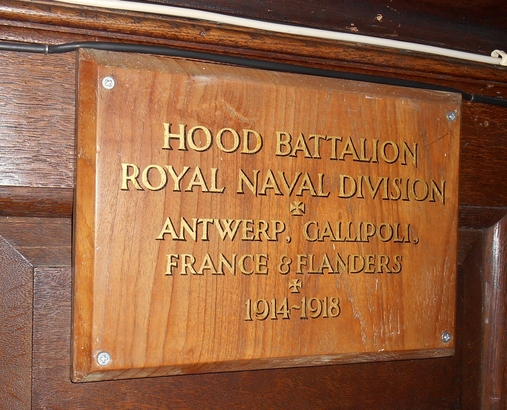 HOOD BATTALION
ROYAL NAVAL DIVISION
✠
ANTWERP, GALLIPOLI,
FRANCE & FLANDERS
✠
1914~1918